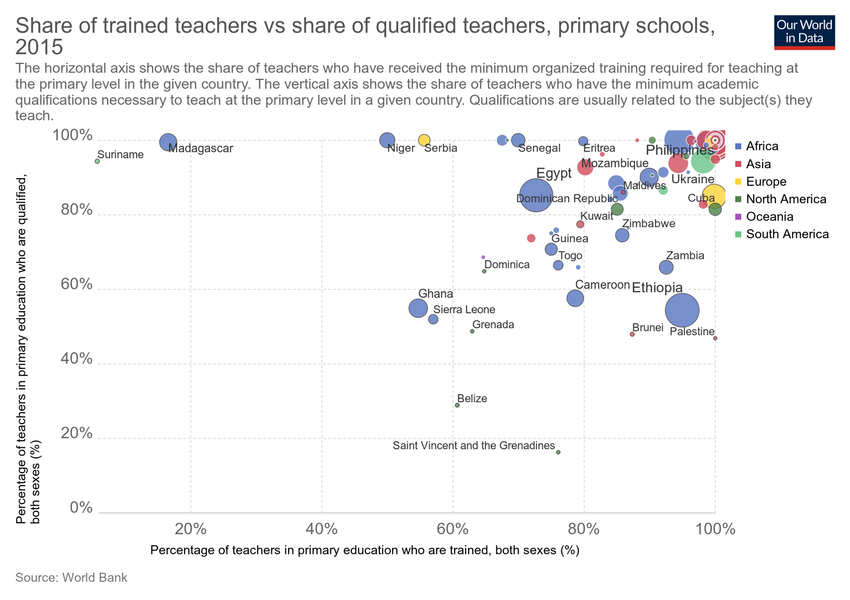 Share of trained teachers vs share of qualified teachers, primary schools,
2015
Our World
in Data
The horizontal axis shows the share of teachers who have received the minimum organized training required for teaching at
the primary level in the given country. The vertical axis shows the share of teachers who have the minimum academic
qualifications necessary to teach at the primary level in a given country. Qualifications are usually related to the subject(s) they
teach.
100%
80%
60%
40%
20%
0%
Percentage of teachers in primary education who are qualified,
both sexes (%)
Suriname
Madagascar
Niger
Serbia
Senegal
Eritrea
Philippines
Mozambique
Egypt
Maldives
Ukraine
Dominican Republic
Cuba
Kuwait
Zimbabwe
Guinea
Togo
Zambia
Dominica
Cameroon
Ethiopia
Ghana
Sierra Leone
Grenada
Brunei
Palestine
Belize
Saint Vincent and the Grenadines
Africa
Asia
Europe
North America
Oceania
South America
20%
40%
60%
80%
100%
Percentage of teachers in primary education who are trained, both sexes (%)
Source: World Bank